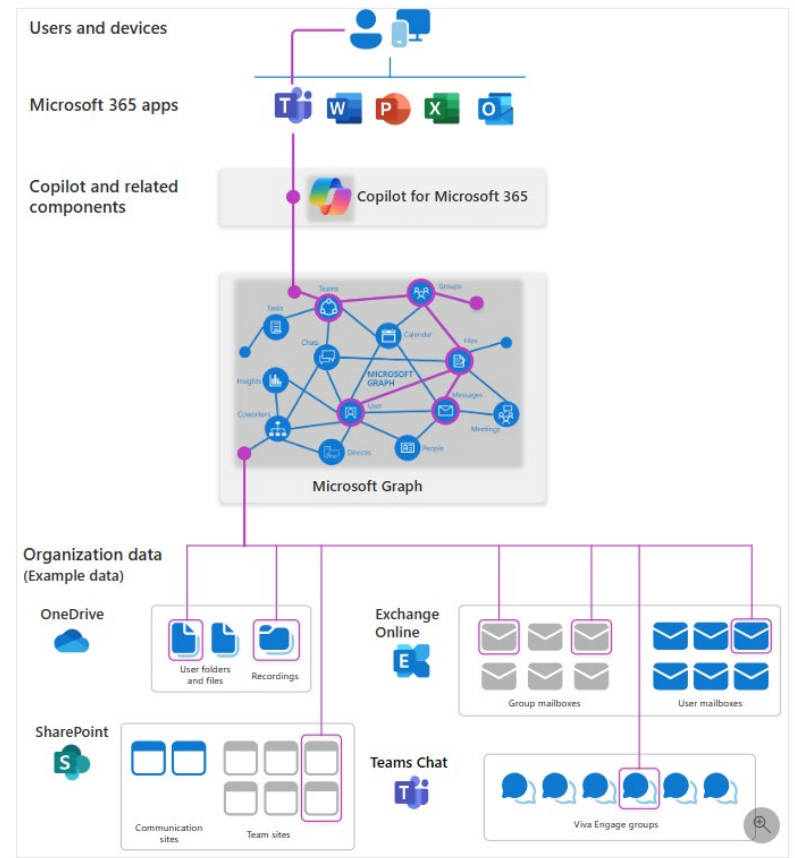 Users and devices
Microsoft 365 apps
T W P X O
Copilot and related
components
Copilot for Microsoft 365
Teams
Groups
Tasks
Calendar
Chats
Files
MICROSOFT
GRAPH
Insights
User
Messages
Coworkers
Meetings
Devices
People
Microsoft Graph
Organization data
(Example data)
OneDrive
User folders
and files
Recordings
Exchange
Online
E
Group mailboxes
User mailboxes
SharePoint
S
Communication
sites
Team sites
Teams Chat
T
Viva Engage groups